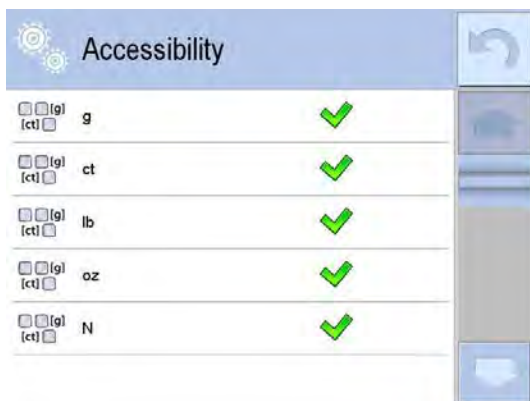 Accessibility
[g]
[ct] g
[g]
[ct] ct
[g]
[ct] lb
[g]
[ct] oz
[g]
[ct] N